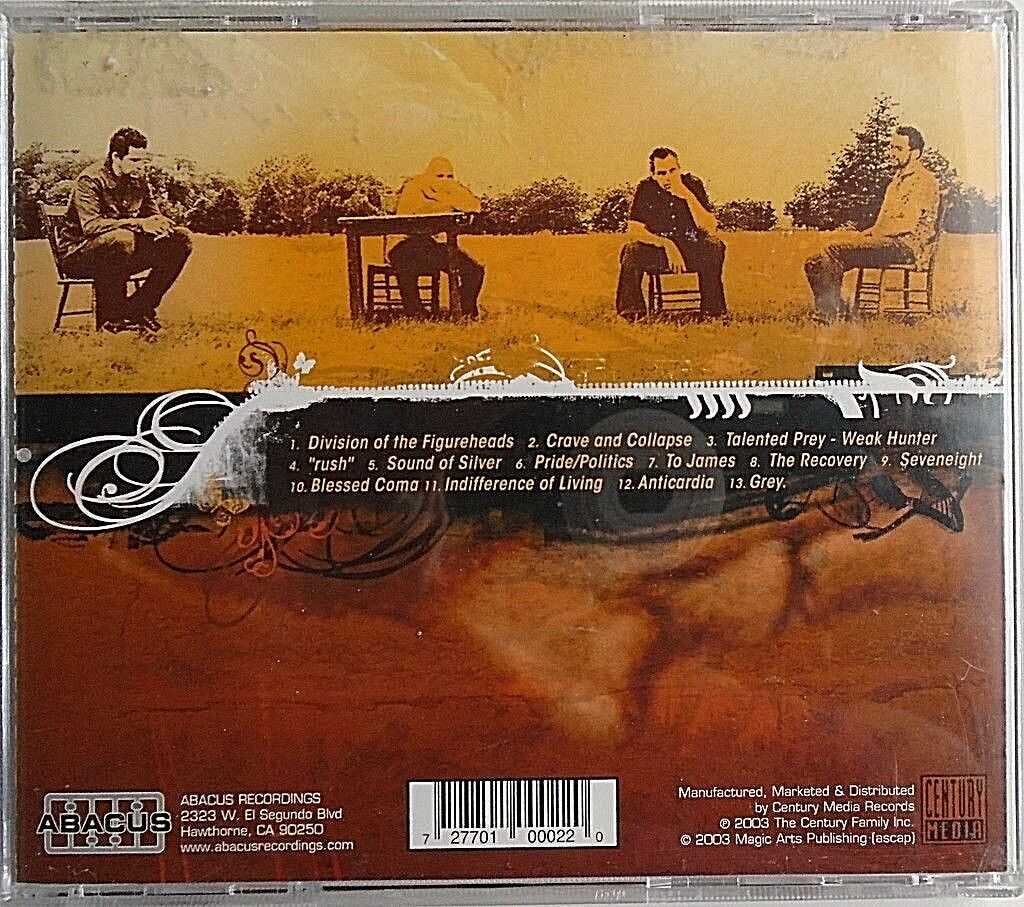 1. Division of the Figureheads 2. Crave and Collapse 3. Talented Prey - Weak Hunter
4. "rush" 5. Sound of Silver 6. Pride/Politics 7. To James 8. The Recovery 9. Seveneight
10. Blessed Coma 11. Indifference of Living 12. Anticardia 13. Grey.
ABACUS
ABACUS RECORDINGS
2323 W. El Segundo Blvd
Hawthorne, CA 90250
www.abacusrecordings.com
7 27701 00022 0
Manufactured, Marketed & Distributed
by Century Media Records
℗ 2003 The Century Family Inc.
© 2003 Magic Arts Publishing (ascap)
CENTURY
MEDIA